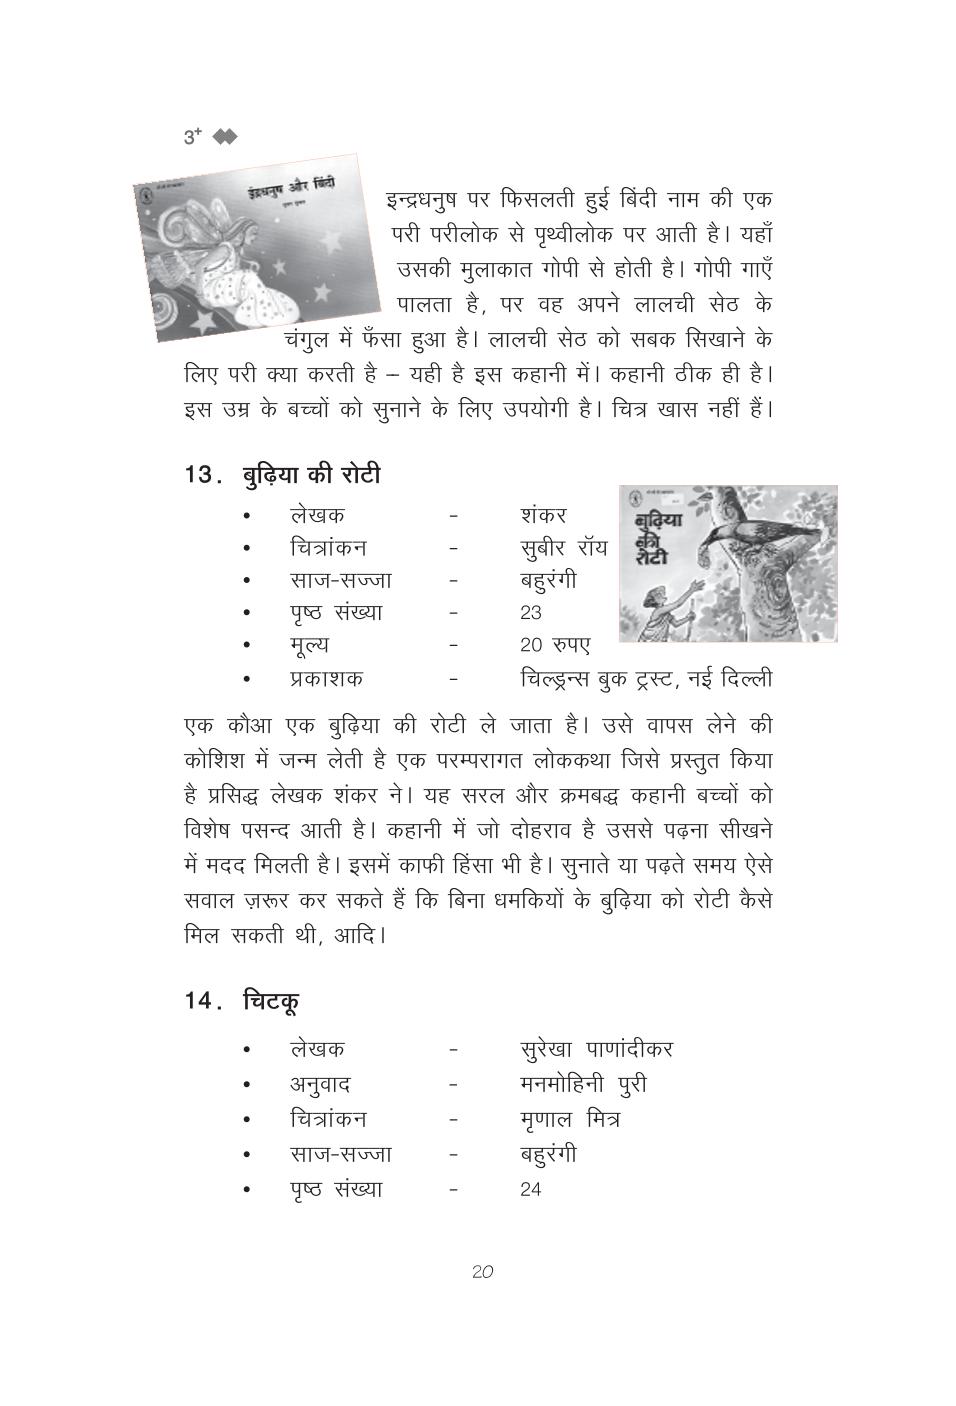 3+
इंद्रधनुष और बिंदी
इन्द्रधनुष पर फिसलती हुई बिंदी नाम की एक
परी परीलोक से पृथ्वीलोक पर आती है। यहाँ
उसकी मुलाकात गोपी से होती है। गोपी गाएँ
पालता है, पर वह अपने लालची सेठ के
चंगुल में फँसा हुआ है। लालची सेठ को सबक सिखाने के
लिए परी क्या करती है – यही है इस कहानी में। कहानी ठीक ही है।
इस उम्र के बच्चों को सुनाने के लिए उपयोगी है। चित्र खास नहीं हैं।
13. बुढ़िया की रोटी
• लेखक - शंकर
• चित्रांकन - सुबीर रॉय
• साज-सज्जा - बहुरंगी
• पृष्ठ संख्या - 23
• मूल्य - 20 रुपए
• प्रकाशक - चिल्ड्रन्स बुक ट्रस्ट, नई दिल्ली
बुढ़िया
की
रोटी
एक कौआ एक बुढ़िया की रोटी ले जाता है। उसे वापस लेने की
कोशिश में जन्म लेती है एक परम्परागत लोककथा जिसे प्रस्तुत किया
है प्रसिद्ध लेखक शंकर ने। यह सरल और क्रमबद्ध कहानी बच्चों को
विशेष पसन्द आती है। कहानी में जो दोहराव है उससे पढ़ना सीखने
में मदद मिलती है। इसमें काफी हिंसा भी है। सुनाते या पढ़ते समय ऐसे
सवाल ज़रूर कर सकते हैं कि बिना धमकियों के बुढ़िया को रोटी कैसे
मिल सकती थी, आदि।
14. चिटकू
• लेखक - सुरेखा पाणांदीकर
• अनुवाद - मनमोहिनी पुरी
• चित्रांकन - मृणाल मित्र
• साज-सज्जा - बहुरंगी
• पृष्ठ संख्या - 24
20